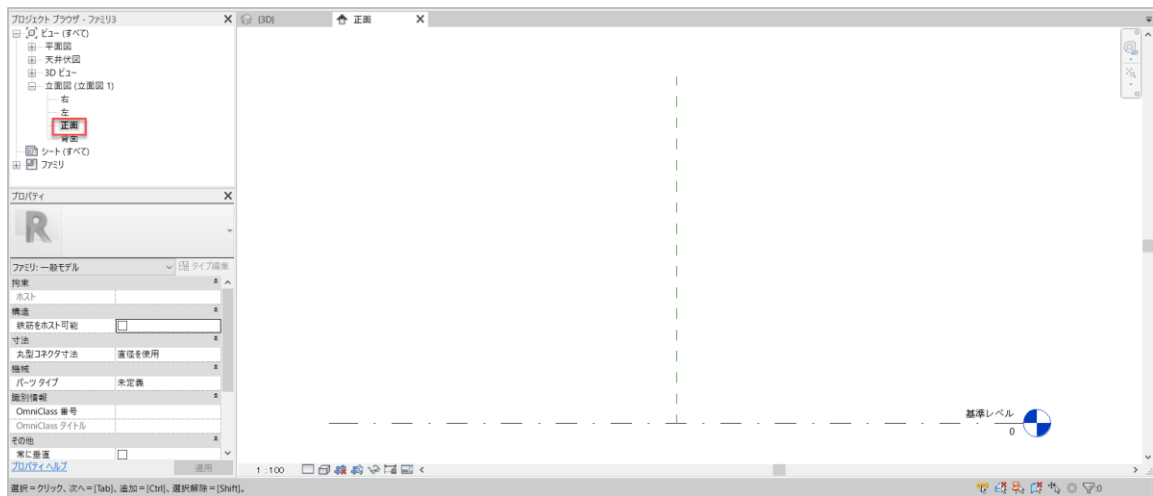 プロジェクト ブラウザ - ファミリ3
(3D)
正面
ビュー (すべて)
平面図
天井伏図
3D ビュー
立面図 (立面図 1)
右
左
正面
背面
シート (すべて)
ファミリ
プロパティ
R
ファミリ: 一般モデル
タイプ編集
拘束
ホスト
構造
鉄筋をホスト可能
寸法
丸型コネクタ寸法 直径を使用
機械
パーツ タイプ 未定義
識別情報
OmniClass 番号
OmniClass タイトル
その他
常に垂直
プロパティ ヘルプ
適用
基準レベル
0
1 : 100
選択 = クリック、次へ = [Tab]、追加 = [Ctrl]、選択解除 = [Shift]。
:0